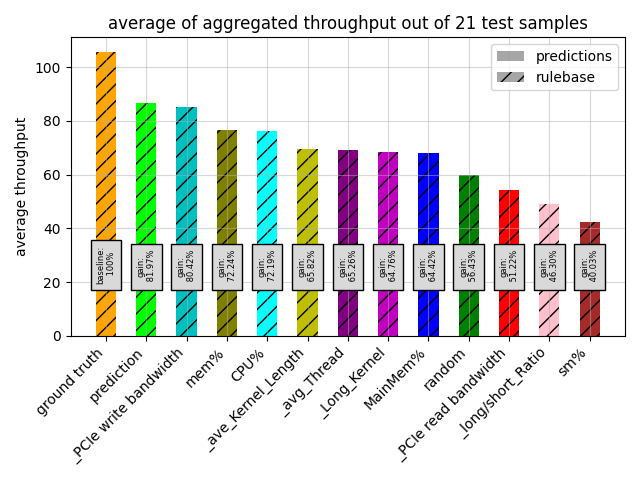 average of aggregated throughput out of 21 test samples
predictions
rulebase
average throughput
100
80
60
40
20
0
baseline:
100%
gain:
81.97%
gain:
80.42%
gain:
72.24%
gain:
72.19%
gain:
65.82%
gain:
65.26%
gain:
64.76%
gain:
64.42%
gain:
56.43%
gain:
51.22%
gain:
46.30%
gain:
40.03%
ground truth
prediction
_PCIe write bandwidth
mem%
CPU%
_ave_Kernel_Length
_avg_Thread
_Long_Kernel
MainMem%
random
_PCIe read bandwidth
_long/short_Ratio
sm%